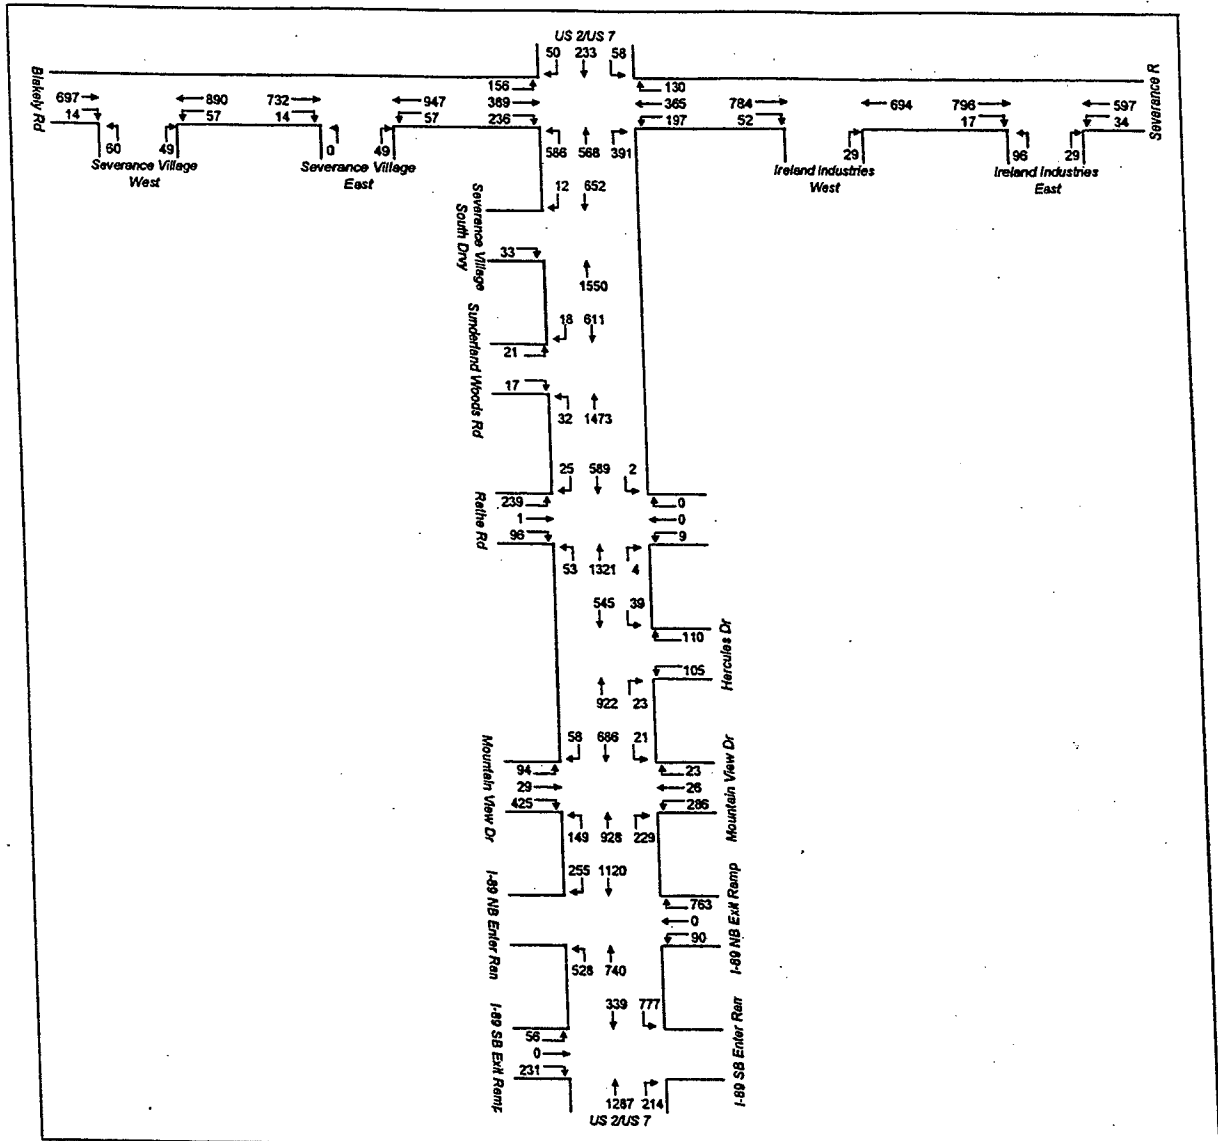 US 2/US 7
50 233 58
156 130
697 890 732 947 389 365 784 694 796 597
14 57 14 57 236 197 52 17 34
60 49 0 49 586 568 391 29 96 29
Blakely Rd
Severance R
Severance Village
West
Severance Village
East
Ireland Industries
West
Ireland Industries
East
12 652
Severance Village
South Drvy
33
1550
18 611
21
Sunderland Woods Rd
17
32 1473
25 589 2
239 0
1 0
96 9
Rathe Rd
53 1321 4
545 39
110
Hercules Dr
105
922 23
58 686 21
Mountain View Dr
94 23
29 26
425 286
Mountain View Dr
149 928 229
255 1120
I-89 NB Enter Ran
763
0
90
I-89 NB Exit Ramp
528 740
339 777
I-89 SB Exit Ramp
56
0
231
I-89 SB Enter Ran
1287 214
US 2/US 7